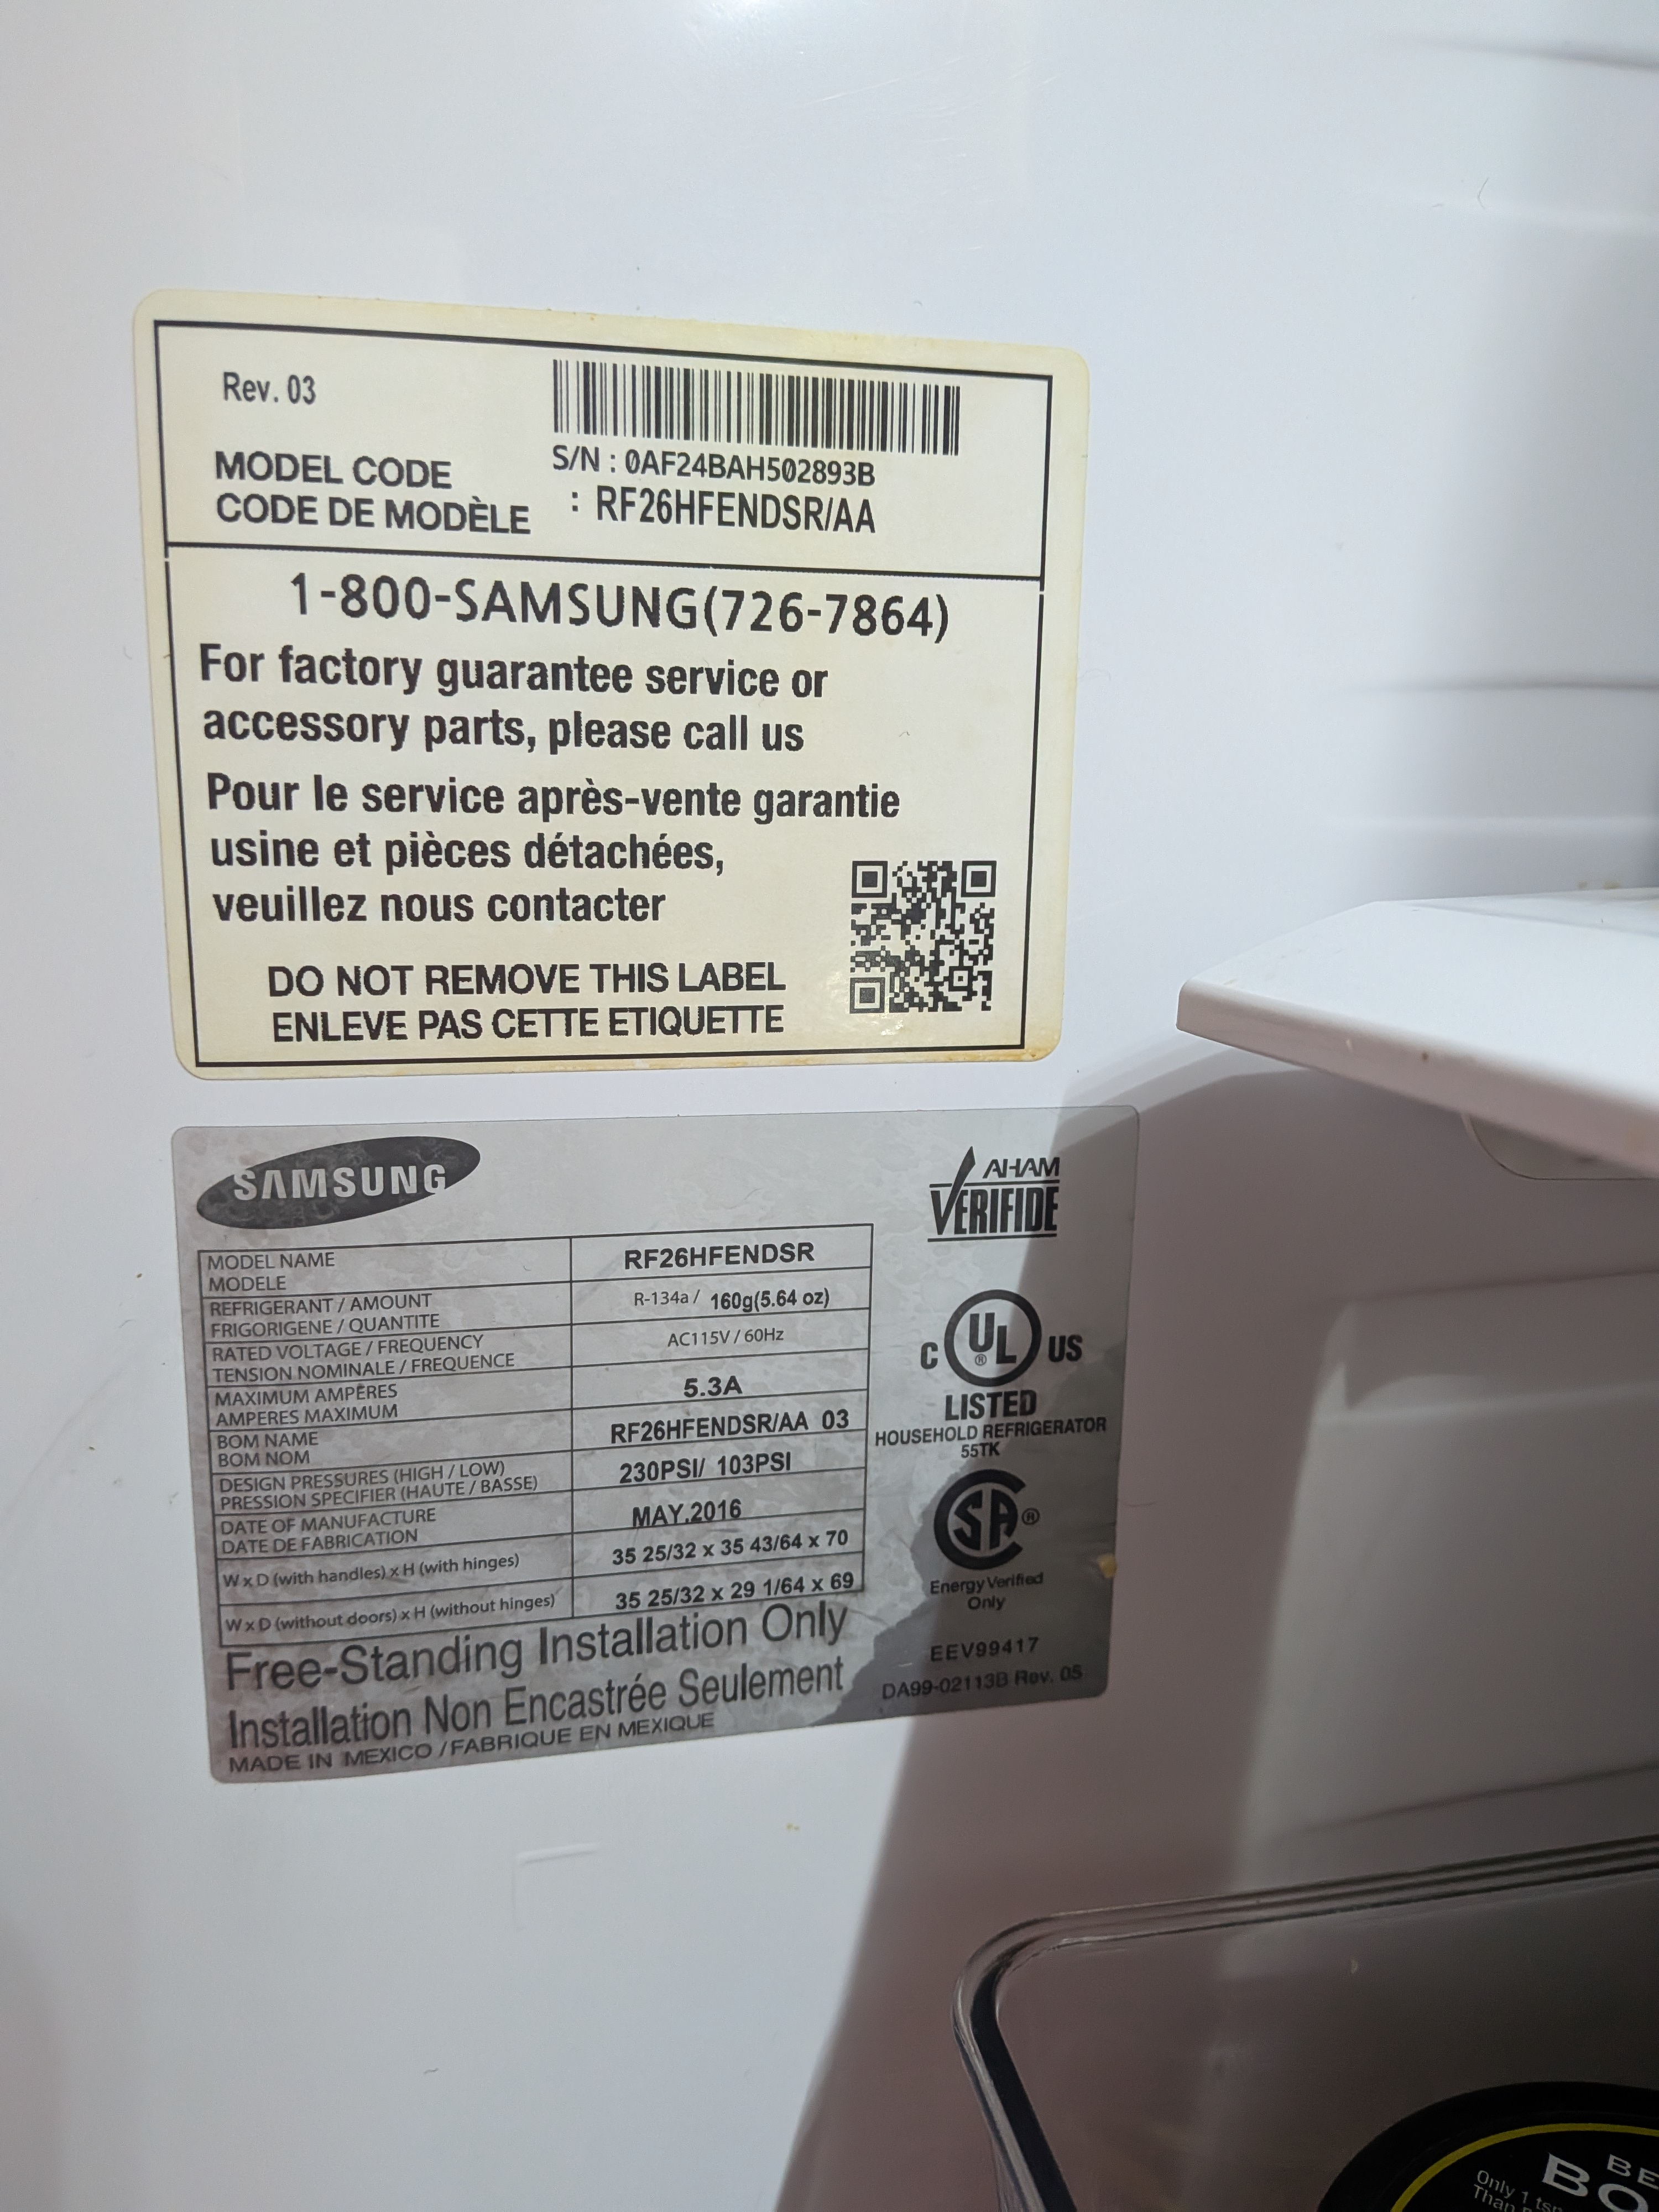 Rev. 03
S/N : 0AF24BAH502893B
MODEL CODE
CODE DE MODÈLE : RF26HFENDSR/AA
1-800-SAMSUNG(726-7864)
For factory guarantee service or
accessory parts, please call us
Pour le service après-vente garantie
usine et pièces détachées,
veuillez nous contacter
DO NOT REMOVE THIS LABEL
ENLEVE PAS CETTE ETIQUETTE
SAMSUNG
AHAM
VERIFIDE
MODEL NAME
MODELE
RF26HFENDSR
REFRIGERANT / AMOUNT
FRIGORIGENE / QUANTITE
R-134a / 160g(5.64 oz)
RATED VOLTAGE / FREQUENCY
TENSION NOMINALE / FREQUENCE
AC115V / 60Hz
MAXIMUM AMPÈRES
AMPERES MAXIMUM
5.3A
BOM NAME
BOM NOM
RF26HFENDSR/AA 03
DESIGN PRESSURES (HIGH / LOW)
PRESSION SPECIFIER (HAUTE / BASSE)
230PSI/ 103PSI
DATE OF MANUFACTURE
DATE DE FABRICATION
MAY.2016
W x D (with handles) x H (with hinges)
35 25/32 x 35 43/64 x 70
W x D (without doors) x H (without hinges)
35 25/32 x 29 1/64 x 69
C UL ® US
LISTED
HOUSEHOLD REFRIGERATOR
55TK
SA ®
Energy Verified
Only
EEV99417
DA99-02113B Rev. 05
Free-Standing Installation Only
Installation Non Encastrée Seulement
MADE IN MEXICO / FABRIQUE EN MEXIQUE
Only 1 tsp
Than